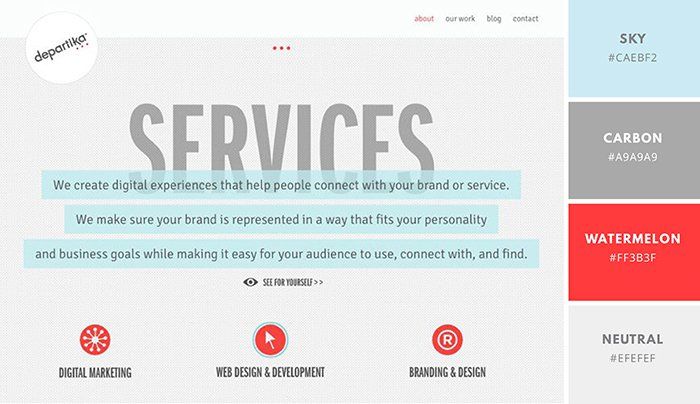 departika
about our work blog contact
SERVICES
We create digital experiences that help people connect with your brand or service.
We make sure your brand is represented in a way that fits your personality
and business goals while making it easy for your audience to use, connect with, and find.
SEE FOR YOURSELF > >
DIGITAL MARKETING
WEB DESIGN & DEVELOPMENT
®
BRANDING & DESIGN
SKY
#CAEBF2
CARBON
#A9A9A9
WATERMELON
#FF3B3F
NEUTRAL
#EFEFEF